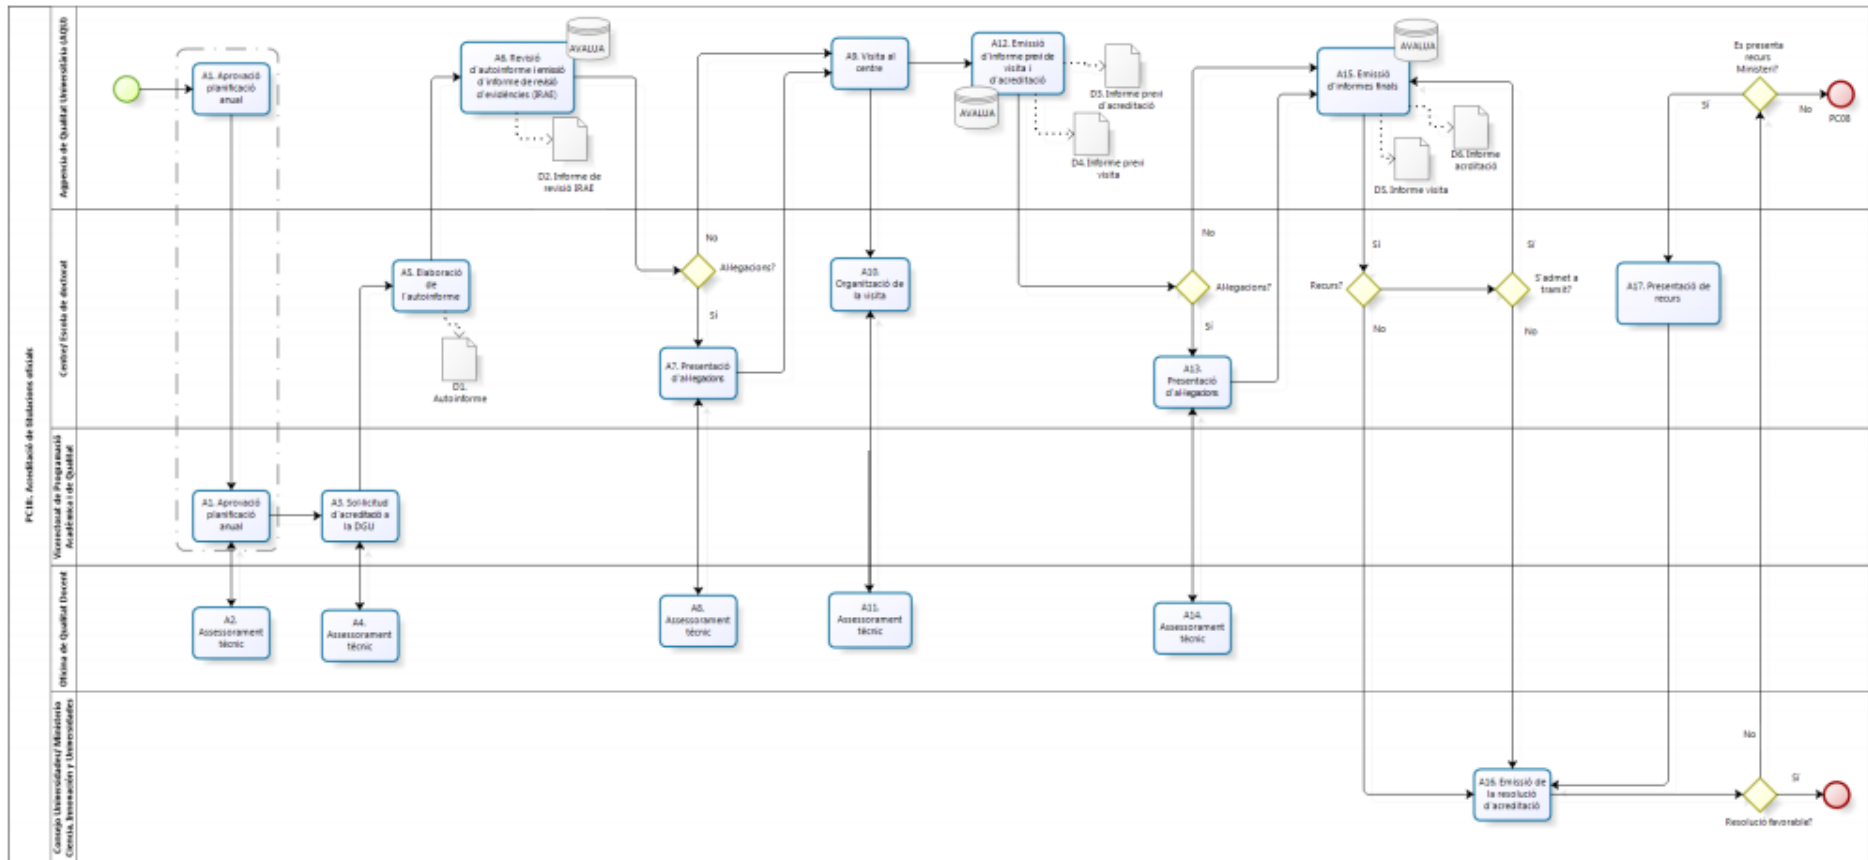 PC18. Acreditació de titulacions oficials
Agència de Qualitat Universitària (AQU)
A1. Aprovació
planificació
anual
A6. Revisió
d'autoinforme i emissió
d'informe de revisió
d'evidències (IRAE)
AVALUA
D2. Informe de
revisió IRAE
A9. Visita al
centre
A12. Emissió
d'informe previ de
visita i
d'acreditació
AVALUA
D3. Informe previ
d'acreditació
D4. Informe previ
visita
A15. Emissió
d'informes finals
AVALUA
D6. Informe
acreditació
D5. Informe visita
Es presenta
recurs
Ministeri?
Sí
No
PC08
Centre/ Escola de doctorat
A5. Elaboració
de
l'autoinforme
D1.
Autoinforme
No
Al·legacions?
Sí
A7. Presentació
d'al·legacions
A10.
Organització de
la visita
No
Al·legacions?
Sí
A13.
Presentació
d'al·legacions
Sí
Recurs?
No
Sí
S'admet a
tramit?
No
A17. Presentació de
recurs
Vicerectorat de Programació
Acadèmica i de Qualitat
A1. Aprovació
planificació
anual
A3. Sol·licitud
d'acreditació a
la DGU
Oficina de Qualitat Docent
A2.
Assessorament
tècnic
A4.
Assessorament
tècnic
A8.
Assessorament
tècnic
A11.
Assessorament
tècnic
A14.
Assessorament
tècnic
Consejo Universidades/ Ministerio
Ciencia, Innovación y Universidades
A16. Emissió de
la resolució
d'acreditació
No
Sí
Resolució favorable?